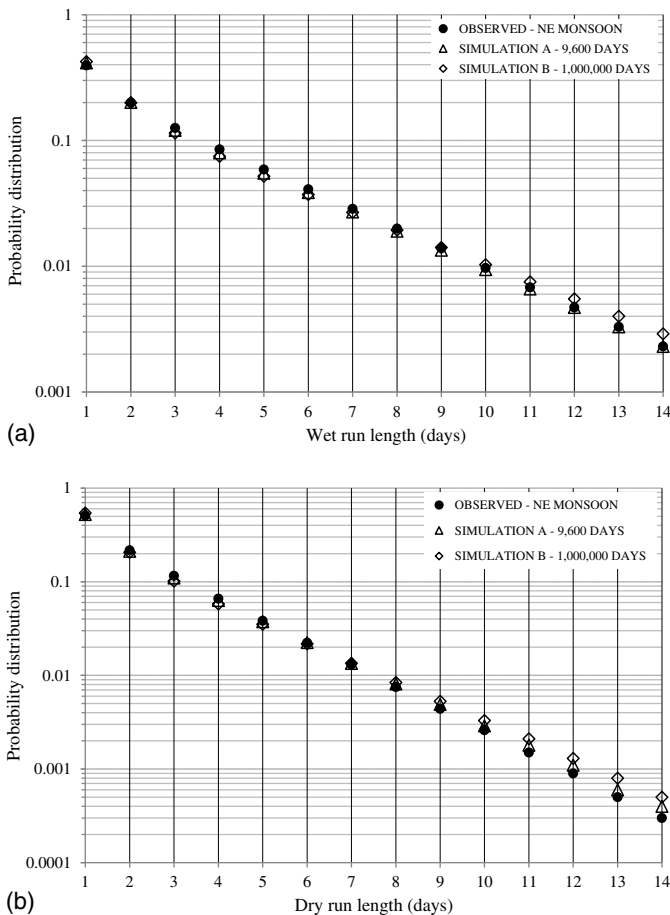 1
0.1
0.01
0.001
Probability distribution
● OBSERVED - NE MONSOON
△ SIMULATION A - 9,600 DAYS
◇ SIMULATION B - 1,000,000 DAYS
1 2 3 4 5 6 7 8 9 10 11 12 13 14
Wet run length (days)
(a)
1
0.1
0.01
0.001
0.0001
Probability distribution
● OBSERVED - NE MONSOON
△ SIMULATION A - 9,600 DAYS
◇ SIMULATION B - 1,000,000 DAYS
1 2 3 4 5 6 7 8 9 10 11 12 13 14
Dry run length (days)
(b)